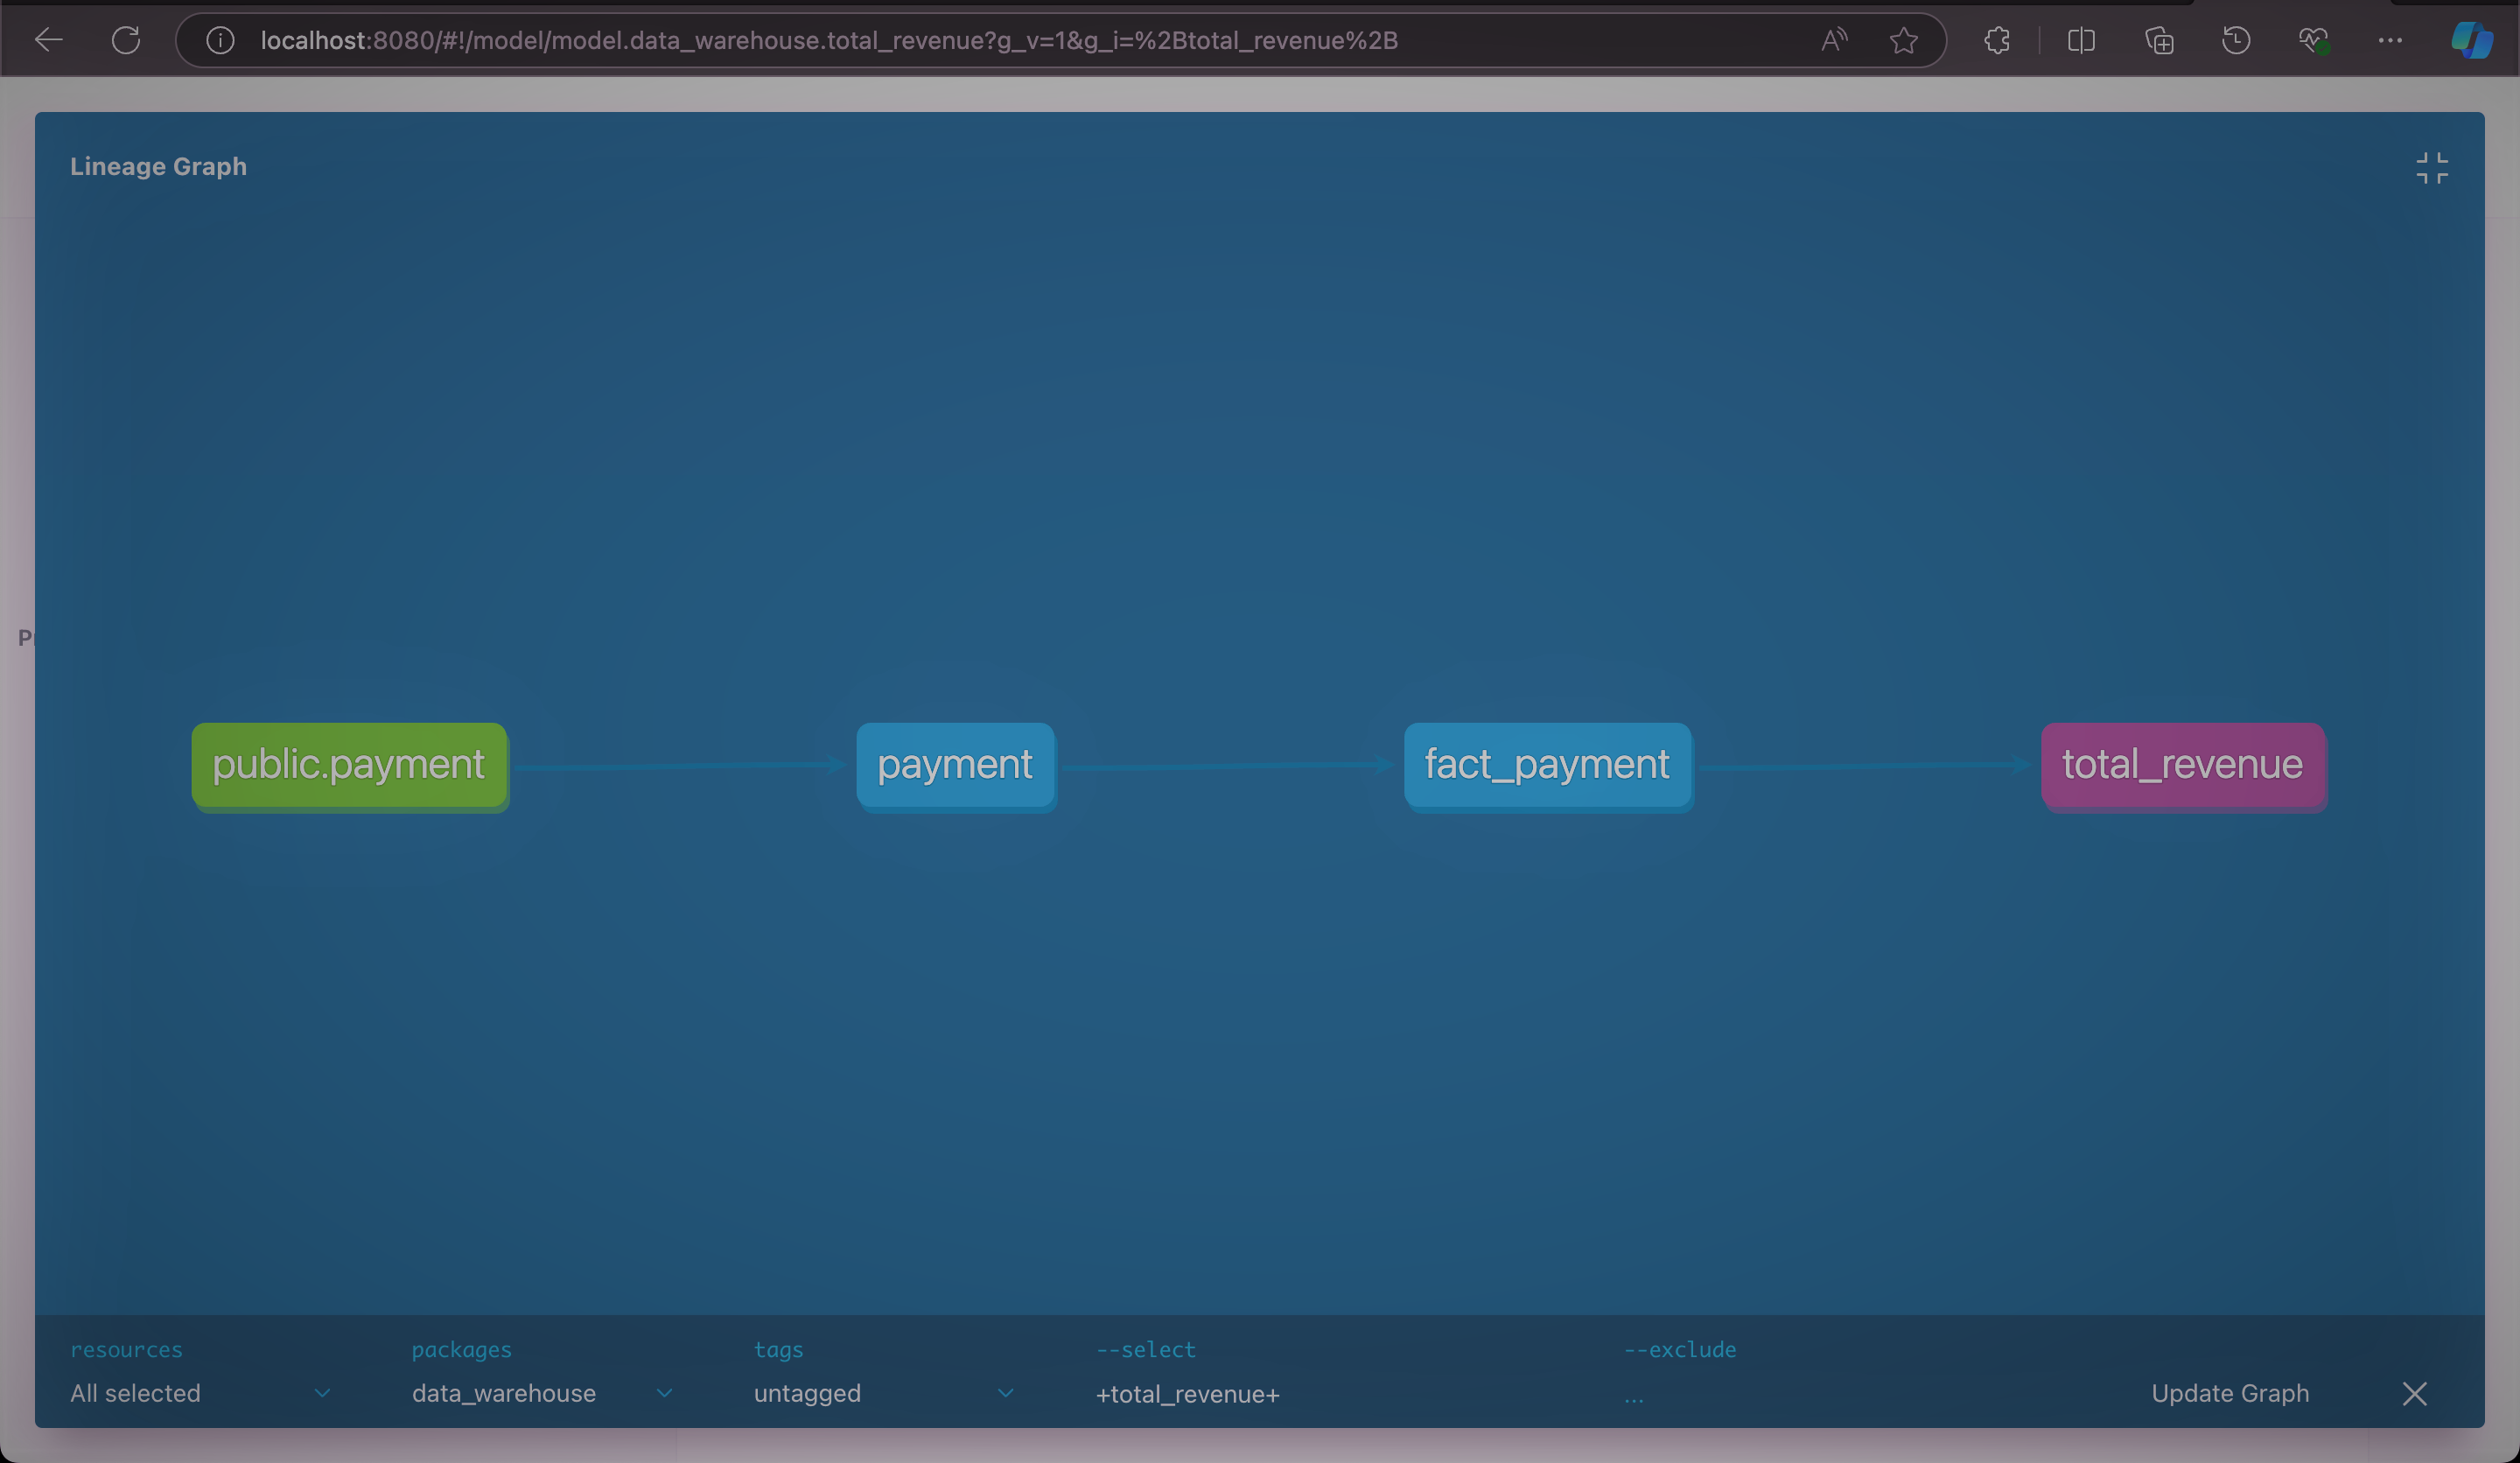 localhost:8080/#!/model/model.data_warehouse.total_revenue?g_v=1&g_i=%2Btotal_revenue%2B
Lineage Graph
public.payment
payment
fact_payment
total_revenue
resources
packages
tags
--select
--exclude
All selected
data_warehouse
untagged
+total_revenue+
...
Update Graph